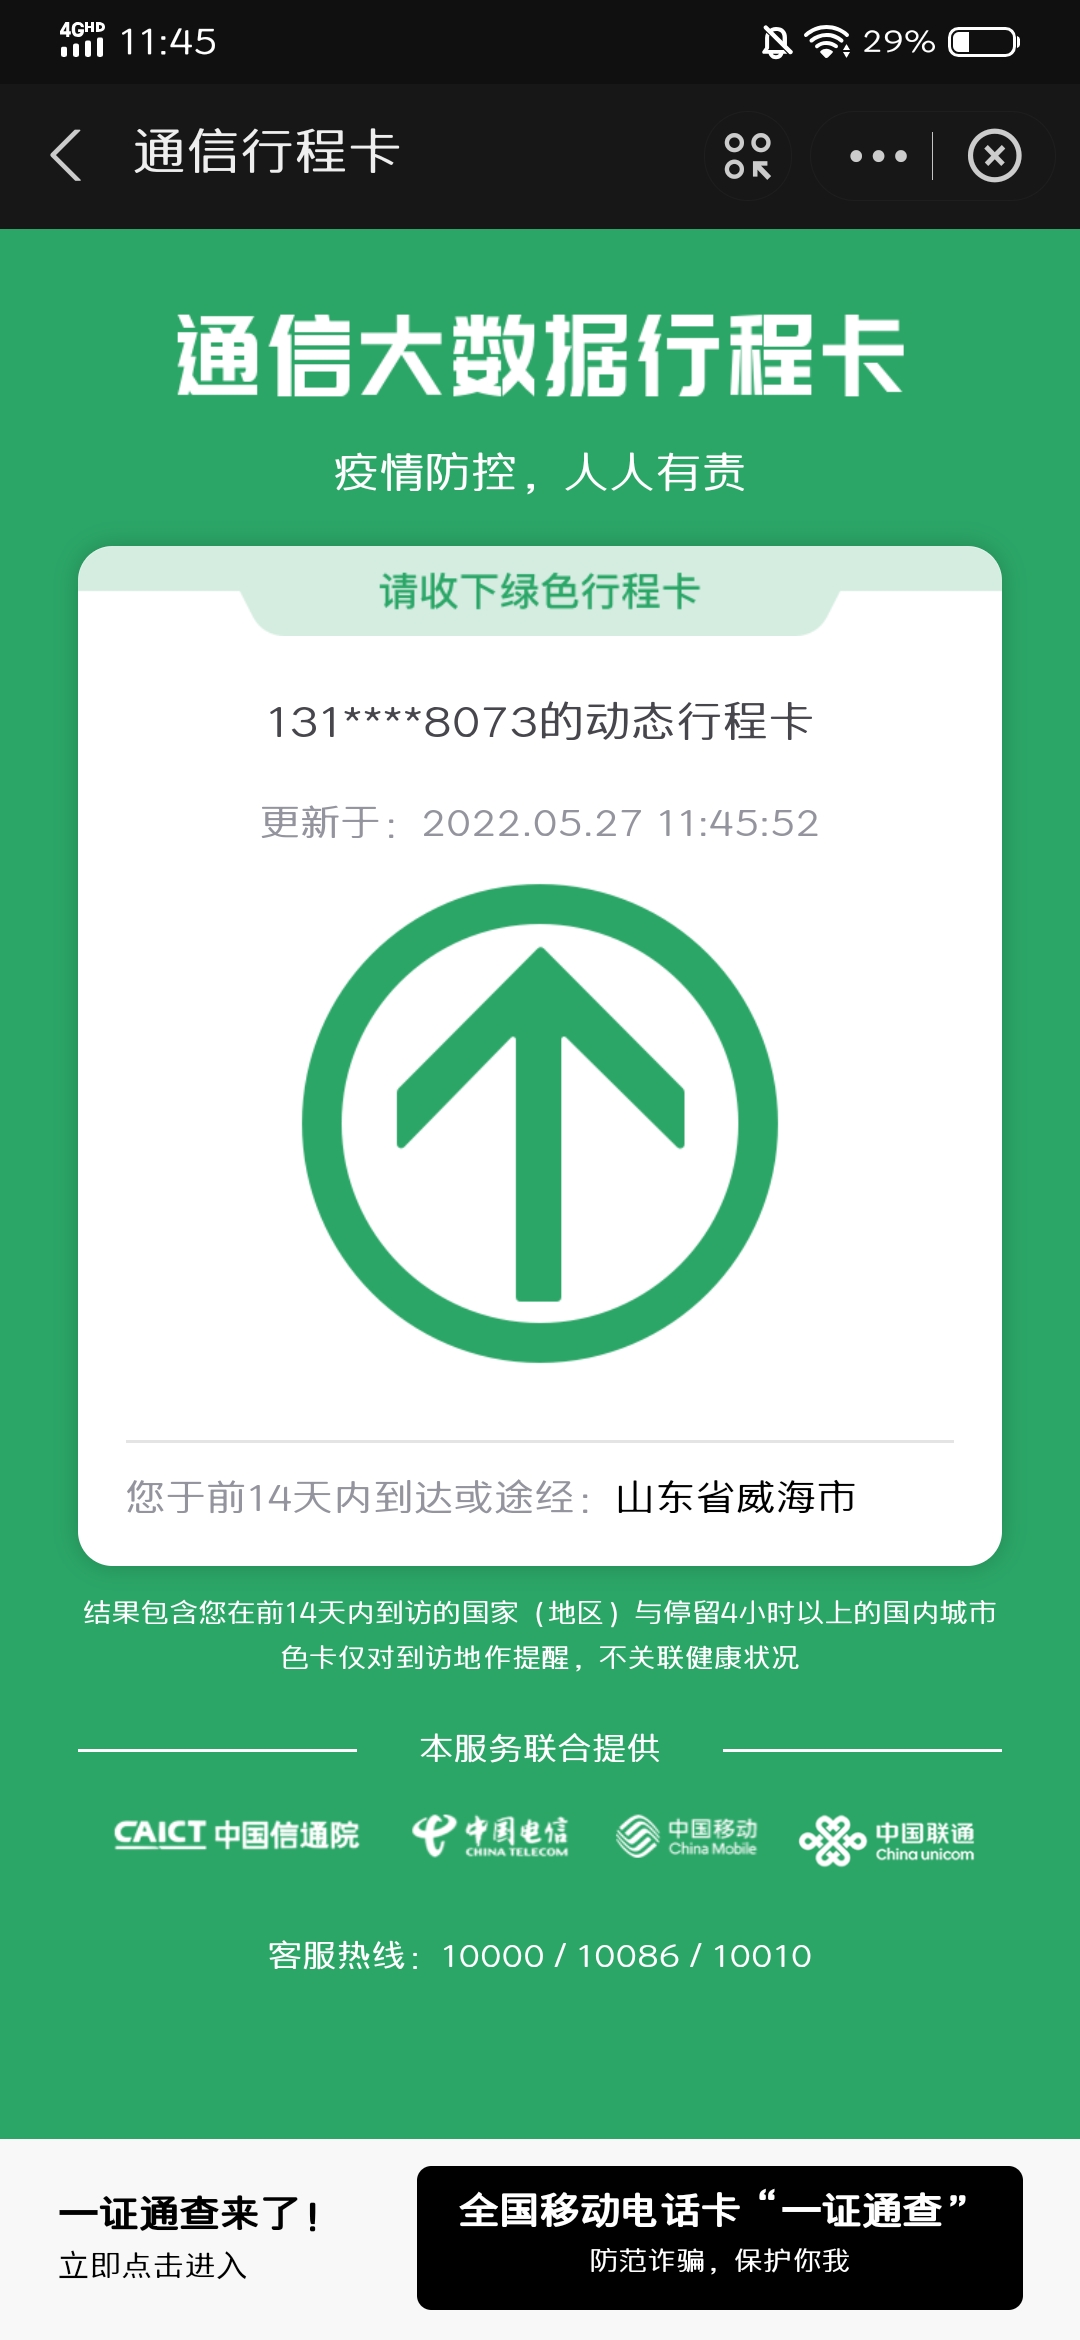 4GHD 11:45 29%
通信行程卡
通信大数据行程卡
疫情防控，人人有责
请收下绿色行程卡
131****8073的动态行程卡
更新于：2022.05.27 11:45:52
您于前14天内到达或途经：山东省威海市
结果包含您在前14天内到访的国家（地区）与停留4小时以上的国内城市
色卡仅对到访地作提醒，不关联健康状况
本服务联合提供
CAICT 中国信通院 中国电信 CHINA TELECOM 中国移动 China Mobile 中国联通 China unicom
客服热线：10000 / 10086 / 10010
一证通查来了！
立即点击进入
全国移动电话卡“一证通查”
防范诈骗，保护你我